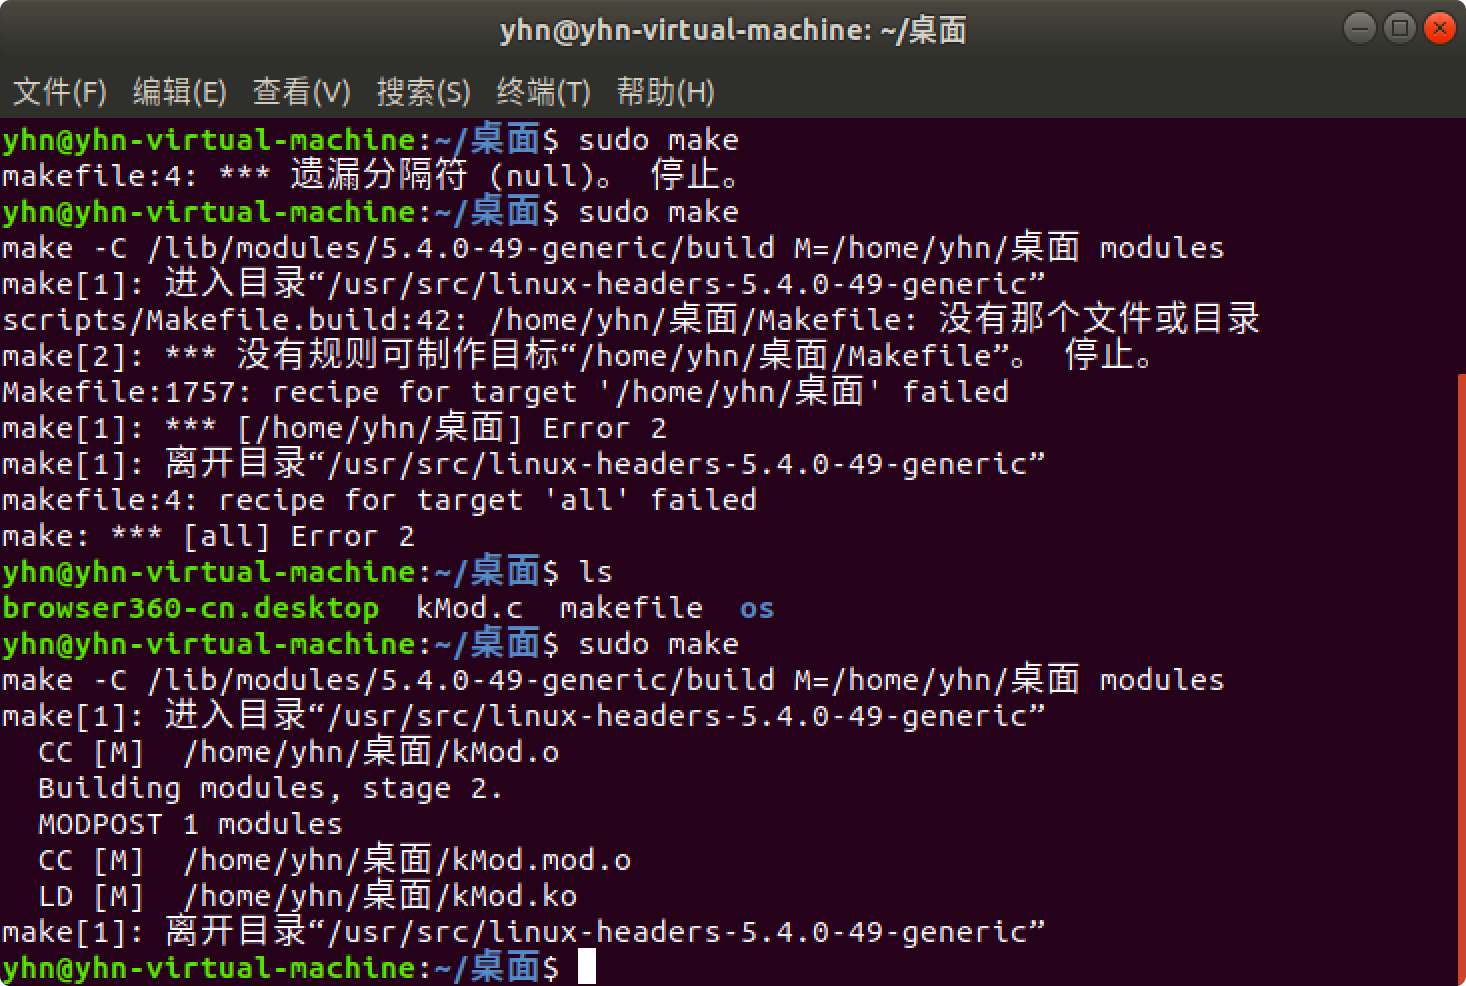 yhn@yhn-virtual-machine: ~/桌面
文件(F) 编辑(E) 查看(V) 搜索(S) 终端(T) 帮助(H)
yhn@yhn-virtual-machine:~/桌面$ sudo make
makefile:4: *** 遗漏分隔符 (null)。 停止。
yhn@yhn-virtual-machine:~/桌面$ sudo make
make -C /lib/modules/5.4.0-49-generic/build M=/home/yhn/桌面 modules
make[1]: 进入目录“/usr/src/linux-headers-5.4.0-49-generic”
scripts/Makefile.build:42: /home/yhn/桌面/Makefile: 没有那个文件或目录
make[2]: *** 没有规则可制作目标“/home/yhn/桌面/Makefile”。 停止。
Makefile:1757: recipe for target '/home/yhn/桌面' failed
make[1]: *** [/home/yhn/桌面] Error 2
make[1]: 离开目录“/usr/src/linux-headers-5.4.0-49-generic”
makefile:4: recipe for target 'all' failed
make: *** [all] Error 2
yhn@yhn-virtual-machine:~/桌面$ ls
browser360-cn.desktop  kMod.c  makefile  os
yhn@yhn-virtual-machine:~/桌面$ sudo make
make -C /lib/modules/5.4.0-49-generic/build M=/home/yhn/桌面 modules
make[1]: 进入目录“/usr/src/linux-headers-5.4.0-49-generic”
  CC [M]  /home/yhn/桌面/kMod.o
  Building modules, stage 2.
  MODPOST 1 modules
  CC [M]  /home/yhn/桌面/kMod.mod.o
  LD [M]  /home/yhn/桌面/kMod.ko
make[1]: 离开目录“/usr/src/linux-headers-5.4.0-49-generic”
yhn@yhn-virtual-machine:~/桌面$